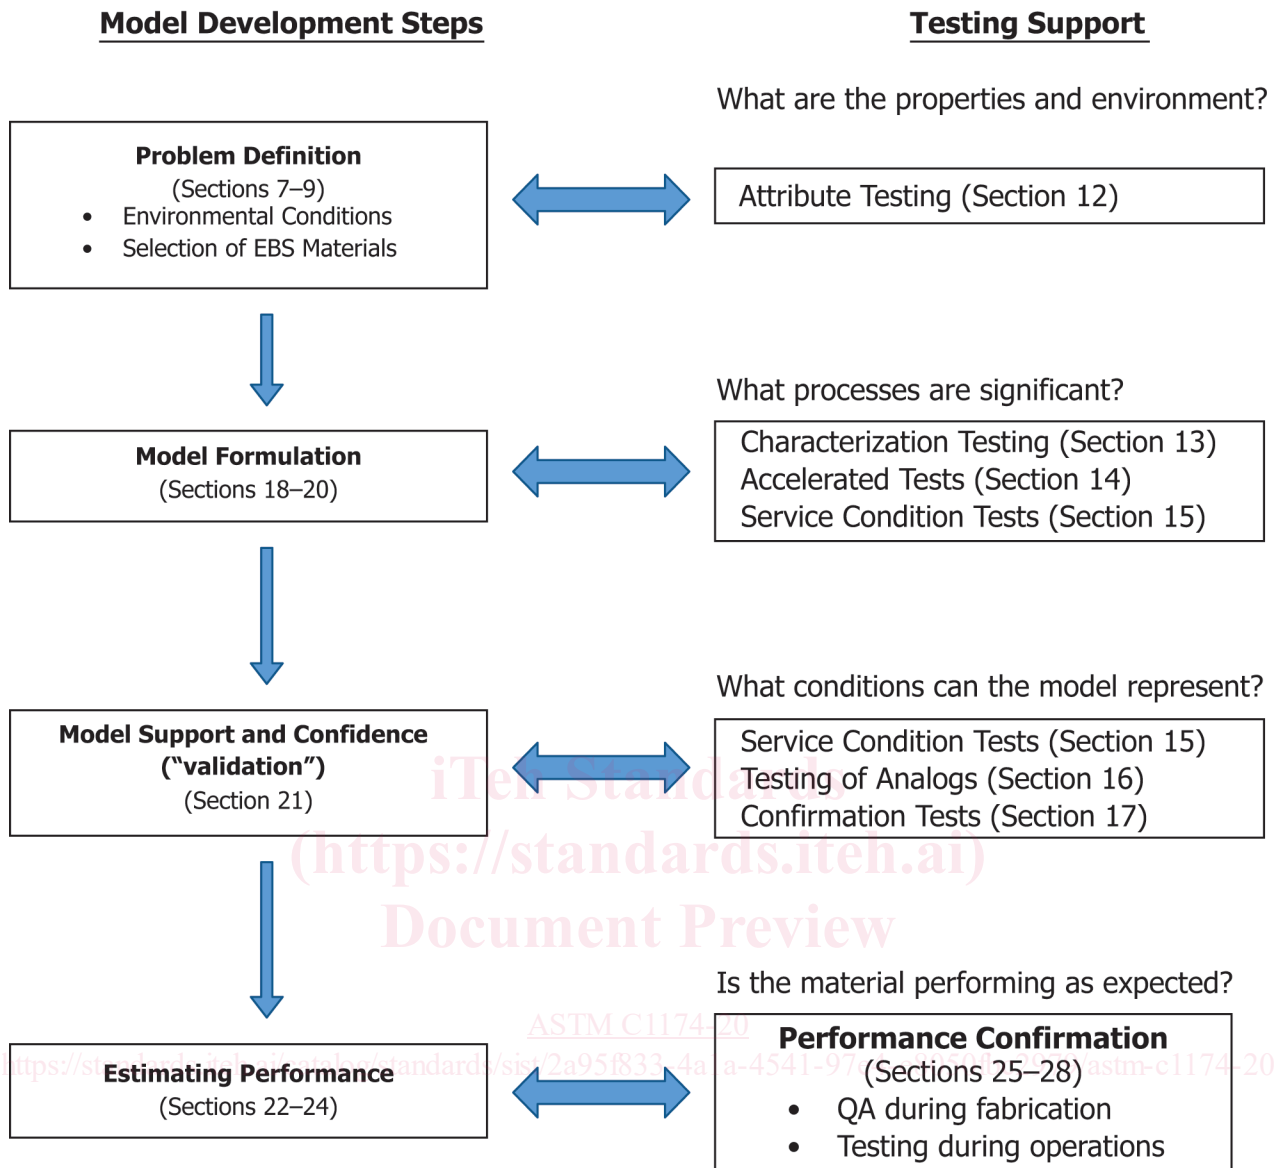 Model Development Steps
Testing Support
What are the properties and environment?
Problem Definition
(Sections 7–9)
• Environmental Conditions
• Selection of EBS Materials
Attribute Testing (Section 12)
What processes are significant?
Model Formulation
(Sections 18–20)
Characterization Testing (Section 13)
Accelerated Tests (Section 14)
Service Condition Tests (Section 15)
What conditions can the model represent?
Model Support and Confidence
(“validation”)
(Section 21)
Service Condition Tests (Section 15)
Testing of Analogs (Section 16)
Confirmation Tests (Section 17)
iTeh Standards
(https://standards.iteh.ai)
Document Preview
Is the material performing as expected?
ASTM C1174-20
Estimating Performance
(Sections 22–24)
Performance Confirmation
(Sections 25–28)
• QA during fabrication
• Testing during operations